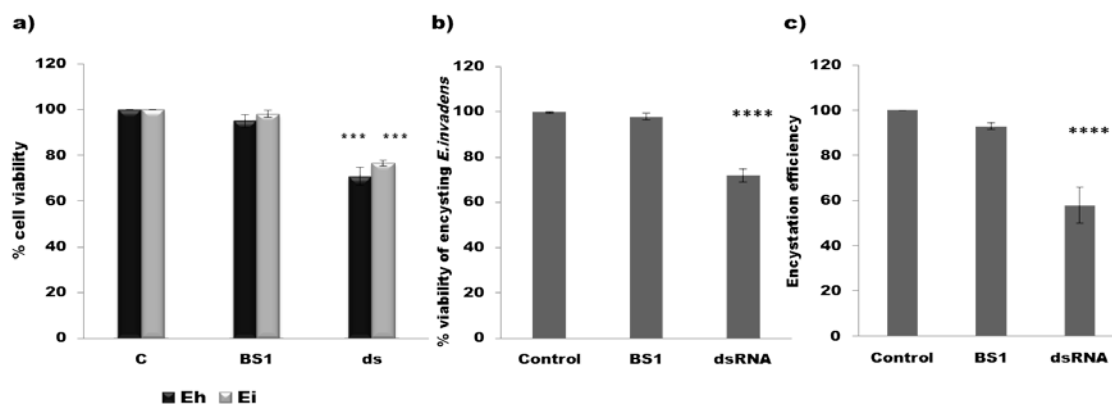 a)
% cell viability
120
100
80
60
40
20
0
*** ***
C BS1 ds
Eh Ei
b)
% viability of encysting E.invadens
120
100
80
60
40
20
0
****
Control BS1 dsRNA
c)
Encystation efficiency
120
100
80
60
40
20
0
****
Control BS1 dsRNA